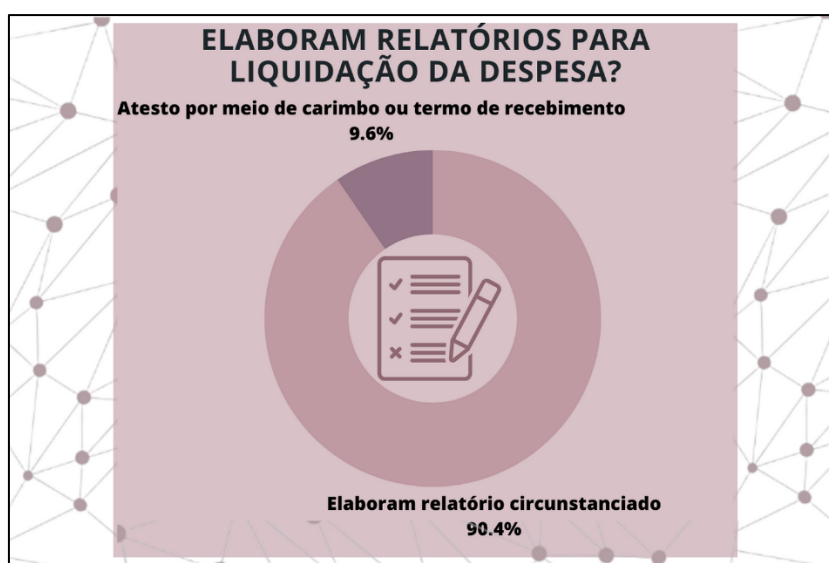 ELABORAM RELATÓRIOS PARA
LIQUIDAÇÃO DA DESPESA?
Atesto por meio de carimbo ou termo de recebimento
9.6%
Elaboram relatório circunstanciado
90.4%